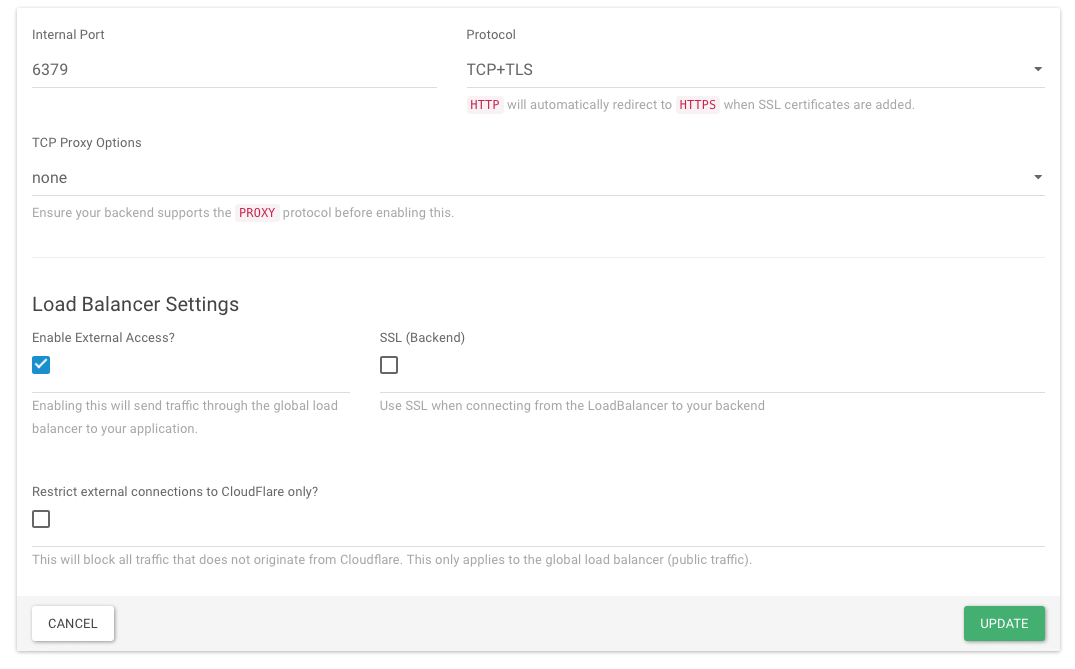 Internal Port
Protocol
6379
TCP+TLS
HTTP will automatically redirect to HTTPS when SSL certificates are added.
TCP Proxy Options
none
Ensure your backend supports the PROXY protocol before enabling this.
Load Balancer Settings
Enable External Access?
SSL (Backend)
Enabling this will send traffic through the global load
balancer to your application.
Use SSL when connecting from the LoadBalancer to your backend
Restrict external connections to CloudFlare only?
This will block all traffic that does not originate from Cloudflare. This only applies to the global load balancer (public traffic).
CANCEL
UPDATE